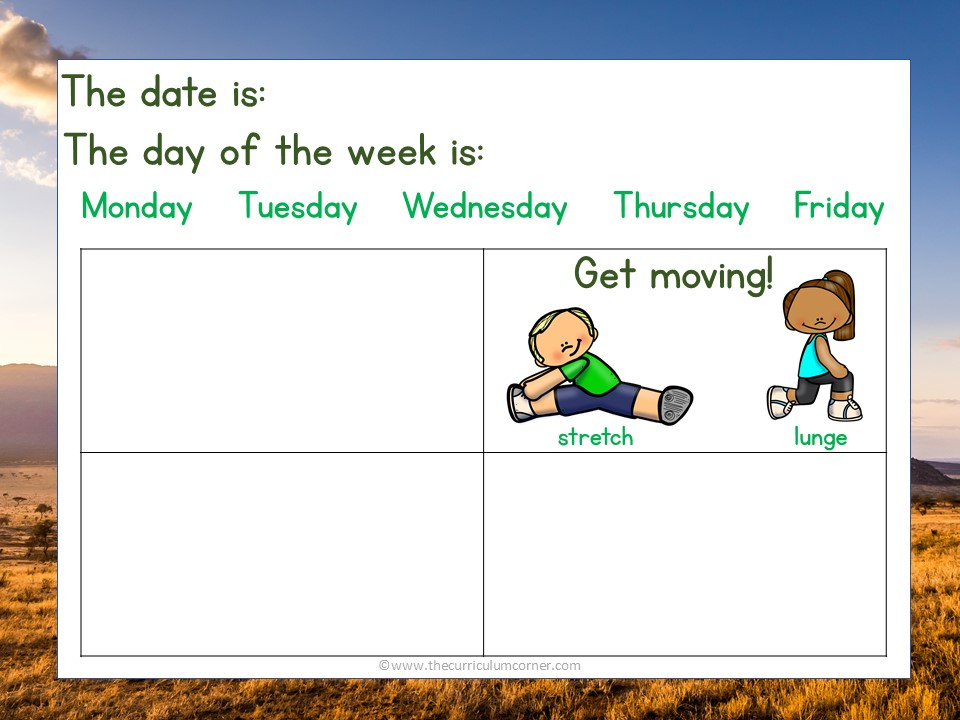 The date is:
The day of the week is:
Monday Tuesday Wednesday Thursday Friday
Get moving!
stretch lunge
©www.thecurriculumcorner.com